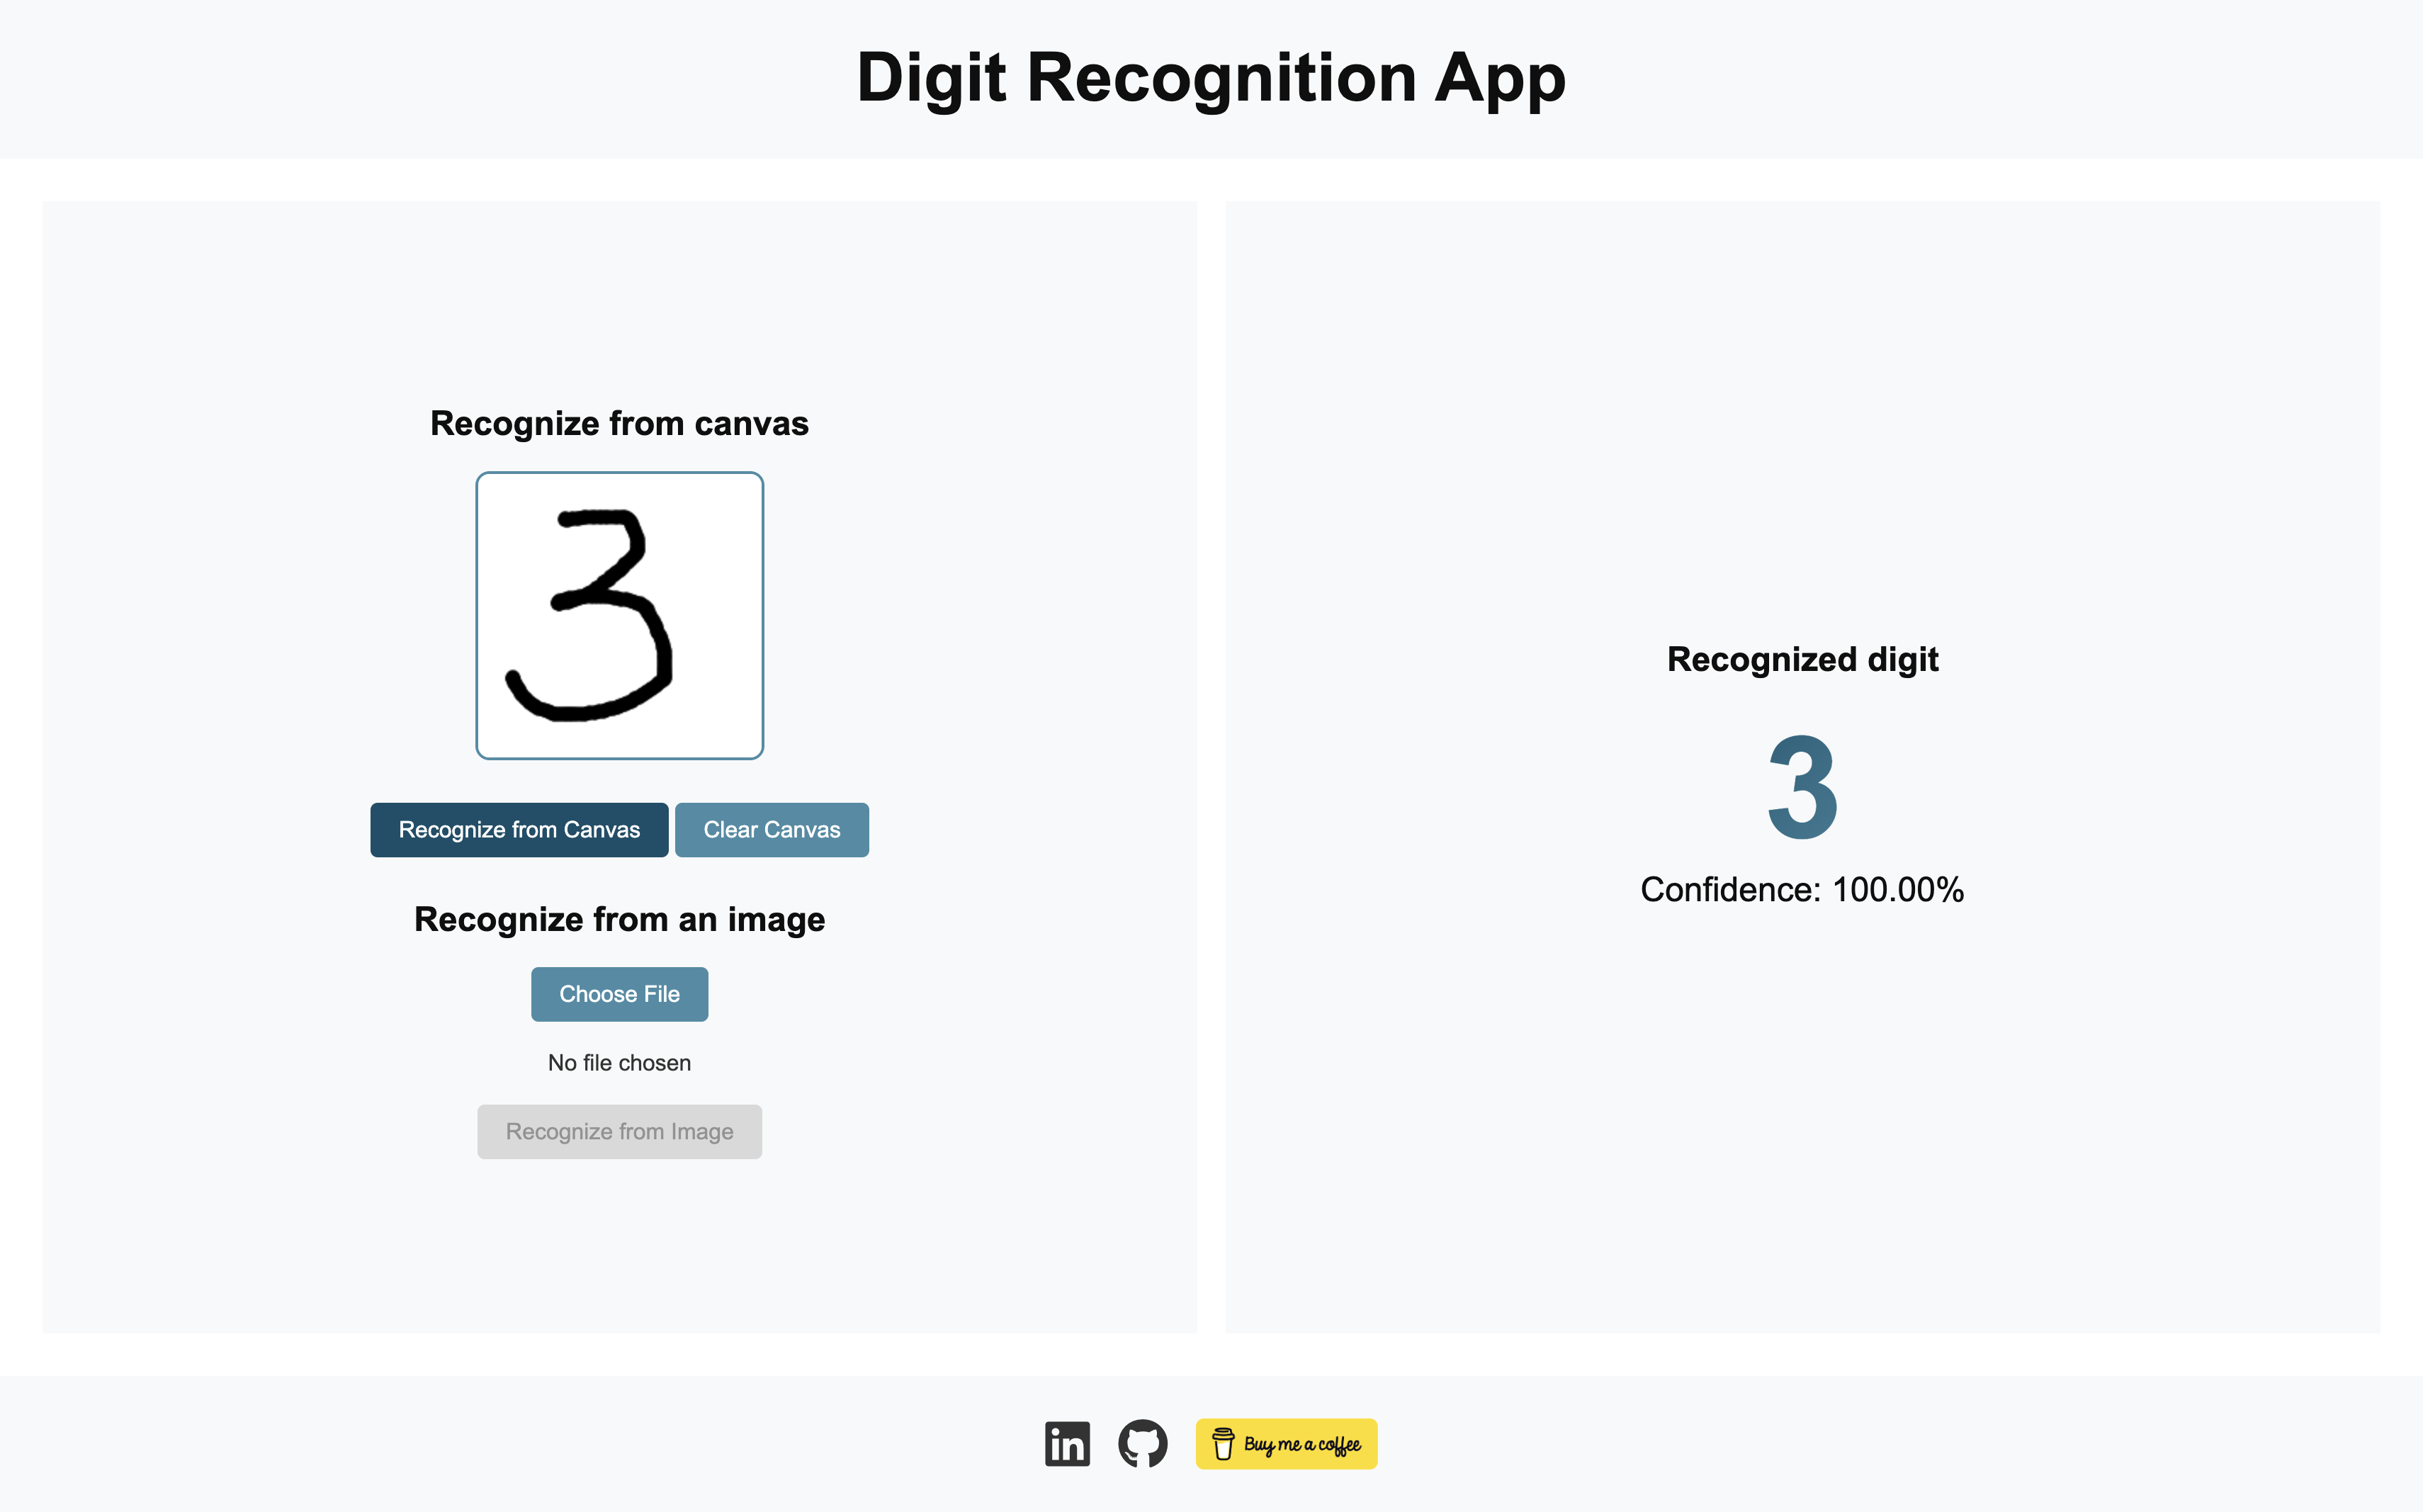 Digit Recognition App
Recognize from canvas
3
Recognize from Canvas
Clear Canvas
Recognize from an image
Choose File
No file chosen
Recognize from Image
Recognized digit
3
Confidence: 100.00%
in
Buy me a coffee